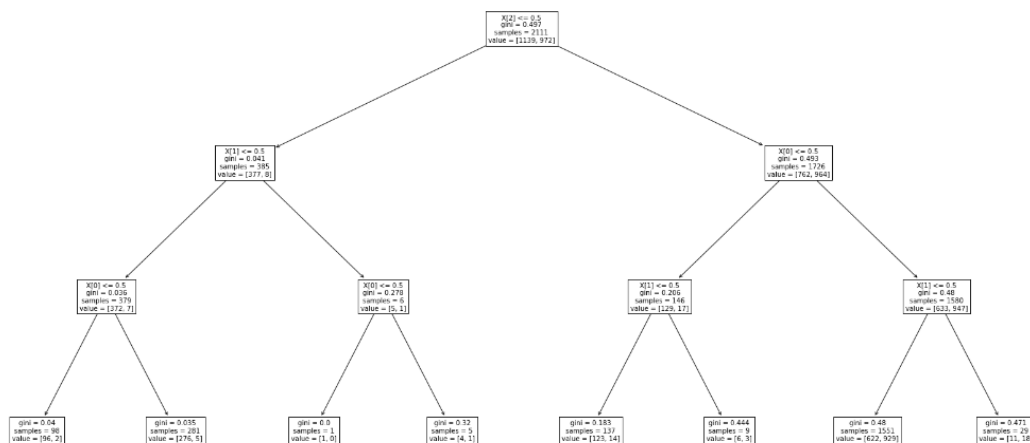 X[2] <= 0.5
gini = 0.497
samples = 2111
value = [1139, 972]
X[1] <= 0.5
gini = 0.041
samples = 385
value = [377, 8]
X[0] <= 0.5
gini = 0.493
samples = 1726
value = [762, 964]
X[0] <= 0.5
gini = 0.036
samples = 379
value = [372, 7]
X[0] <= 0.5
gini = 0.278
samples = 6
value = [5, 1]
X[1] <= 0.5
gini = 0.206
samples = 146
value = [129, 17]
X[1] <= 0.5
gini = 0.48
samples = 1580
value = [633, 947]
gini = 0.04
samples = 98
value = [96, 2]
gini = 0.035
samples = 281
value = [276, 5]
gini = 0.0
samples = 1
value = [1, 0]
gini = 0.32
samples = 5
value = [4, 1]
gini = 0.183
samples = 137
value = [123, 14]
gini = 0.444
samples = 9
value = [6, 3]
gini = 0.48
samples = 1551
value = [622, 929]
gini = 0.471
samples = 29
value = [11,